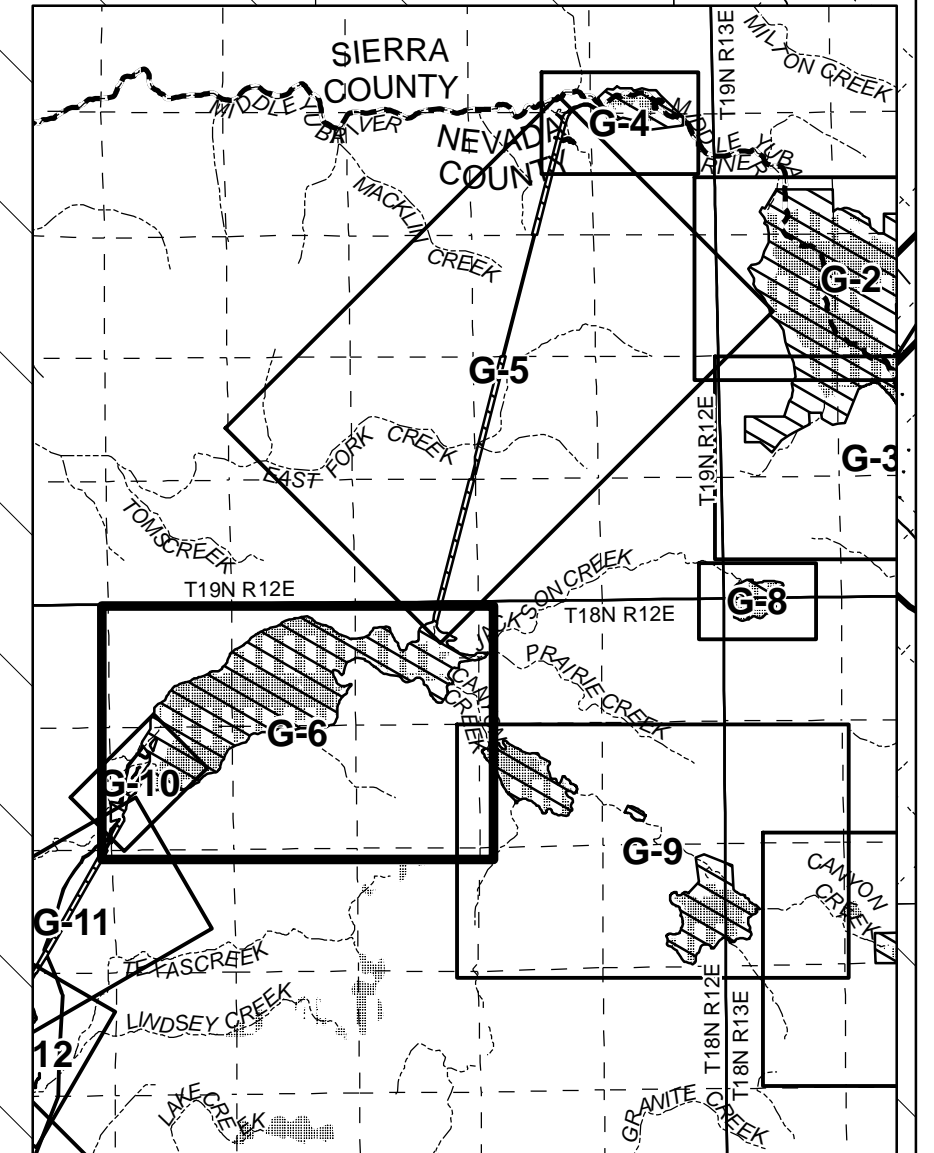 SIERRA
COUNTY
T19N R13E
MILTON CREEK
MIDDLE YUBA
RIVER
NEVADA
COUNTY
G-4
MIDDLE YUBA
RIVER
MACKLIN
CREEK
G-2
G-5
T19N R12E
EAST FORK CREEK
G-3
TOMS CREEK
T19N R12E
JACKSON CREEK
T18N R12E
G-8
PRAIRIE CREEK
CANYON
CREEK
G-6
G-10
G-9
CANYON
CREEK
G-11
TEXAS CREEK
LINDSEY CREEK
T18N R12E
T18N R13E
12
LAKE CREEK
GRANITE CREEK